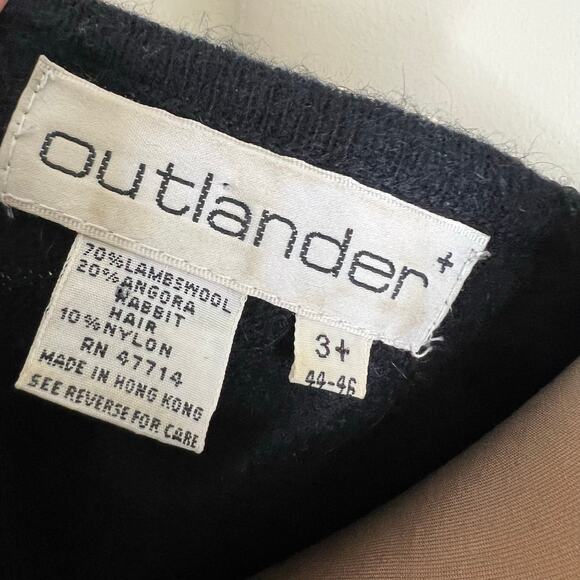 outlander+
70% LAMBSWOOL
20% ANGORA
RABBIT
HAIR
10% NYLON
RN 47714
MADE IN HONG KONG
SEE REVERSE FOR CARE
3+
44-46